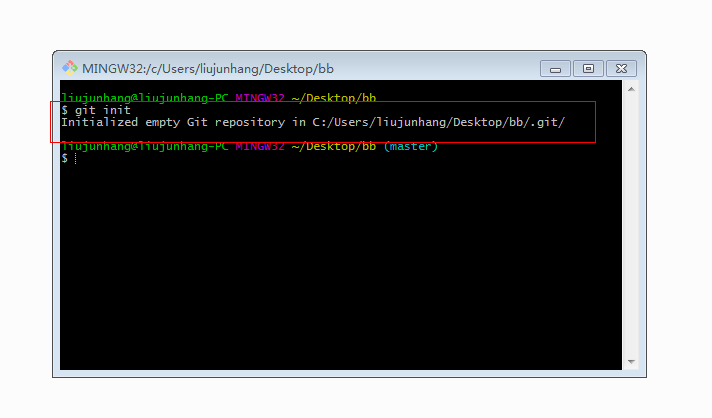 MINGW32:/c/Users/liujunhang/Desktop/bb
liujunhang@liujunhang-PC MINGW32 ~/Desktop/bb
$ git init
Initialized empty Git repository in C:/Users/liujunhang/Desktop/bb/.git/
liujunhang@liujunhang-PC MINGW32 ~/Desktop/bb (master)
$